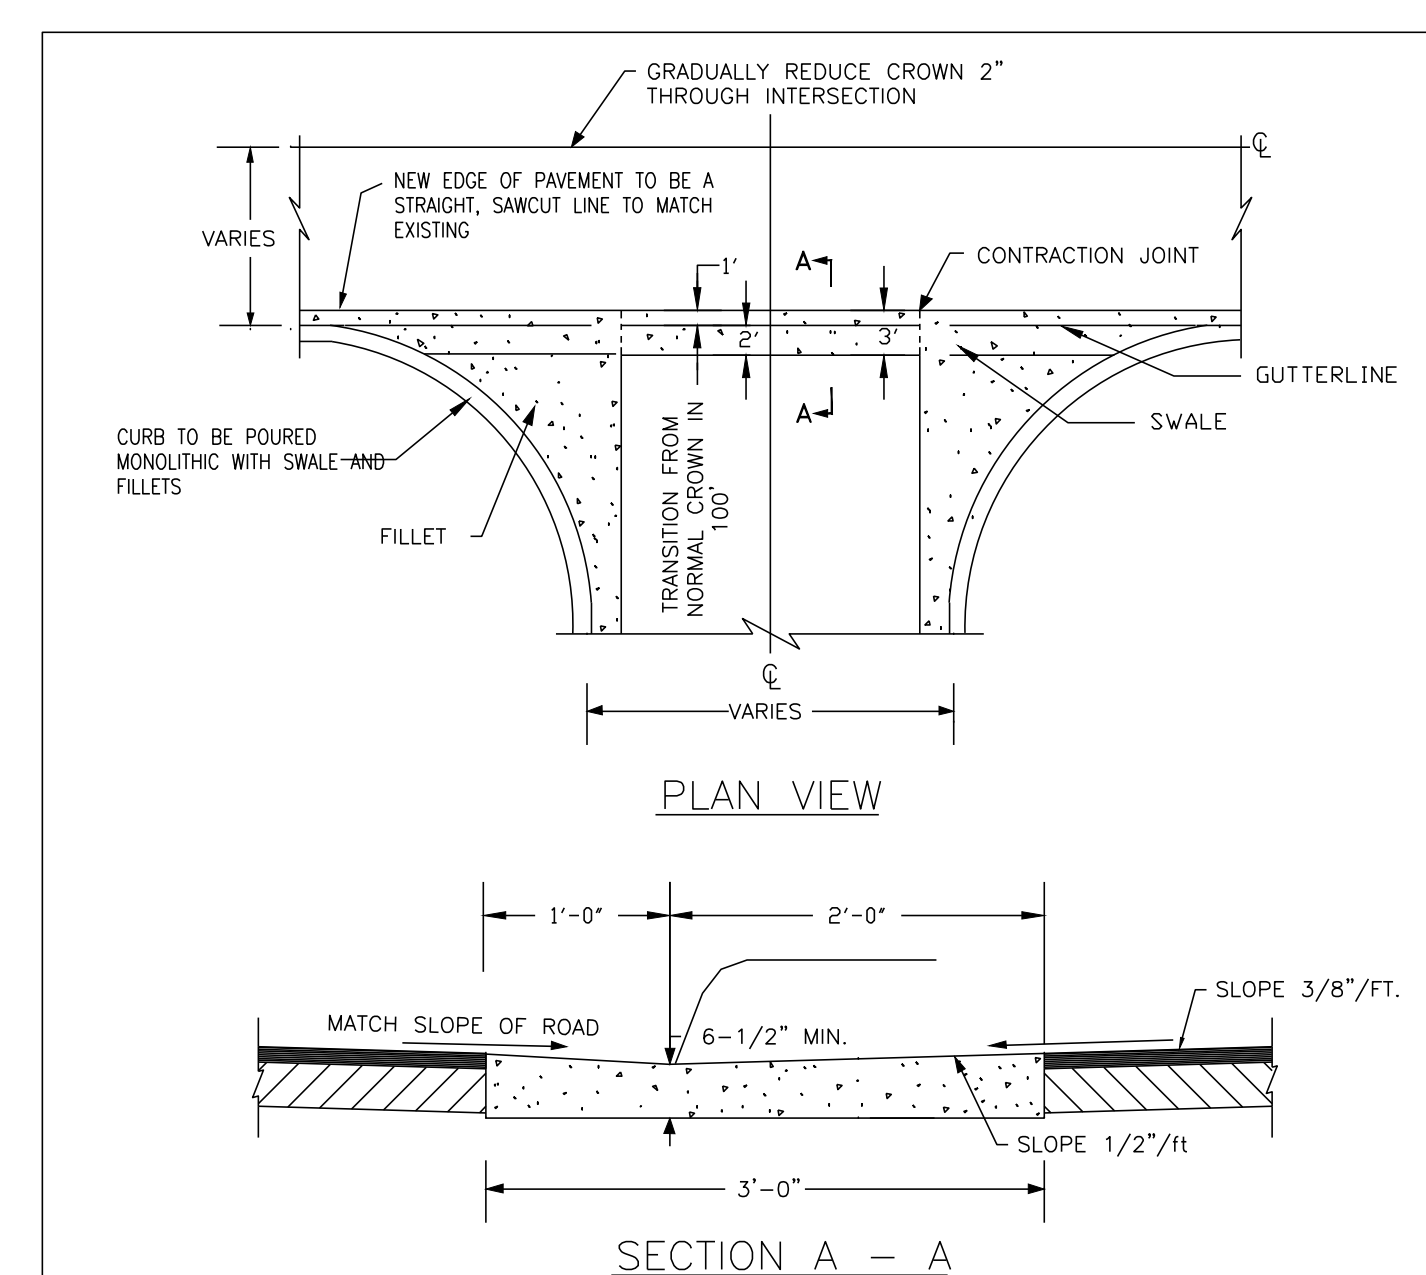 GRADUALLY REDUCE CROWN 2"
THROUGH INTERSECTION
℄
NEW EDGE OF PAVEMENT TO BE A
STRAIGHT, SAWCUT LINE TO MATCH
EXISTING
VARIES
1'
A
CONTRACTION JOINT
2'
3'
GUTTERLINE
A
SWALE
CURB TO BE POURED
MONOLITHIC WITH SWALE AND
FILLETS
FILLET
TRANSITION FROM
NORMAL CROWN IN
100'
℄
VARIES
PLAN VIEW
1'-0"
2'-0"
SLOPE 3/8"/FT.
MATCH SLOPE OF ROAD
6-1/2" MIN.
SLOPE 1/2"/ft
3'-0"
SECTION A - A